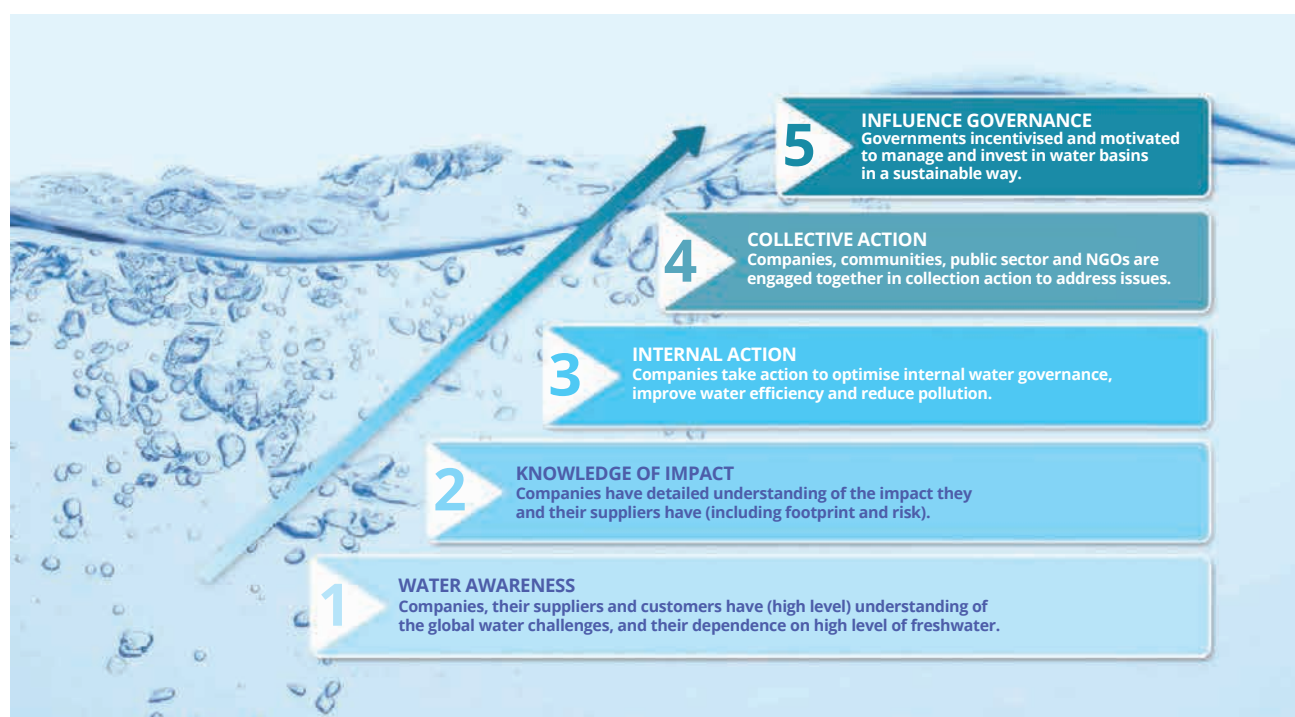 5
INFLUENCE GOVERNANCE
Governments incentivised and motivated
to manage and invest in water basins
in a sustainable way.
4
COLLECTIVE ACTION
Companies, communities, public sector and NGOs are
engaged together in collection action to address issues.
3
INTERNAL ACTION
Companies take action to optimise internal water governance,
improve water efficiency and reduce pollution.
2
KNOWLEDGE OF IMPACT
Companies have detailed understanding of the impact they
and their suppliers have (including footprint and risk).
1
WATER AWARENESS
Companies, their suppliers and customers have (high level) understanding of
the global water challenges, and their dependence on high level of freshwater.